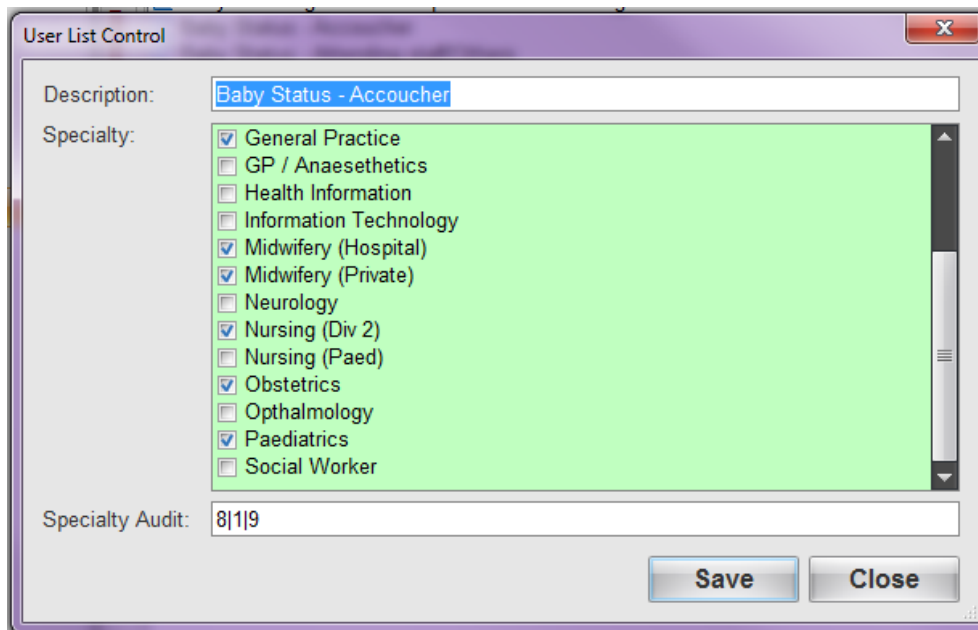 User List Control
Description: Baby Status - Accoucher
Specialty:
General Practice
GP / Anaesethetics
Health Information
Information Technology
Midwifery (Hospital)
Midwifery (Private)
Neurology
Nursing (Div 2)
Nursing (Paed)
Obstetrics
Opthalmology
Paediatrics
Social Worker
Specialty Audit: 8|1|9
Save Close